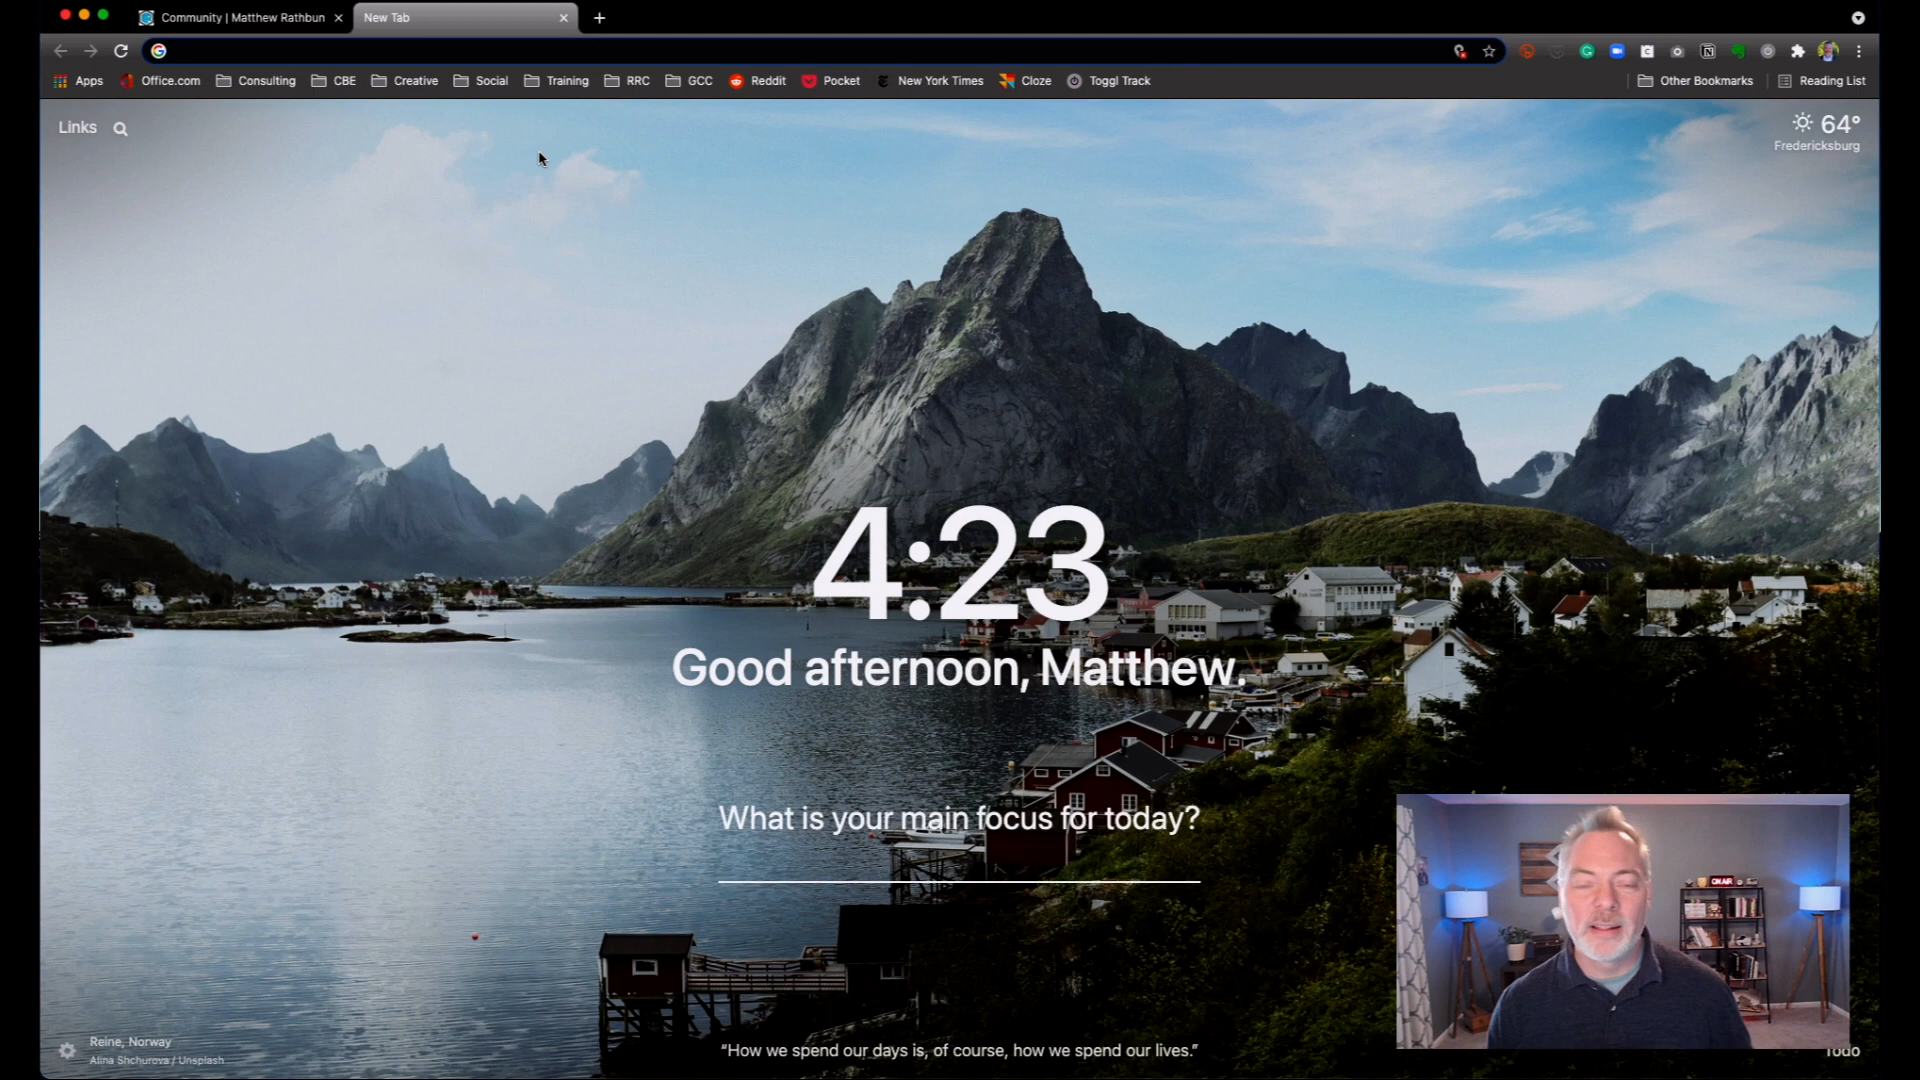 Community | Matthew Rathbun
New Tab
Apps
Office.com
Consulting
CBE
Creative
Social
Training
RRC
GCC
Reddit
Pocket
New York Times
Cloze
Toggl Track
Other Bookmarks
Reading List
Links
64°
Fredericksburg
4:23
Good afternoon, Matthew.
What is your main focus for today?
ON AIR
Reine, Norway
Alina Shchurova / Unsplash
“How we spend our days is, of course, how we spend our lives.”
Todo